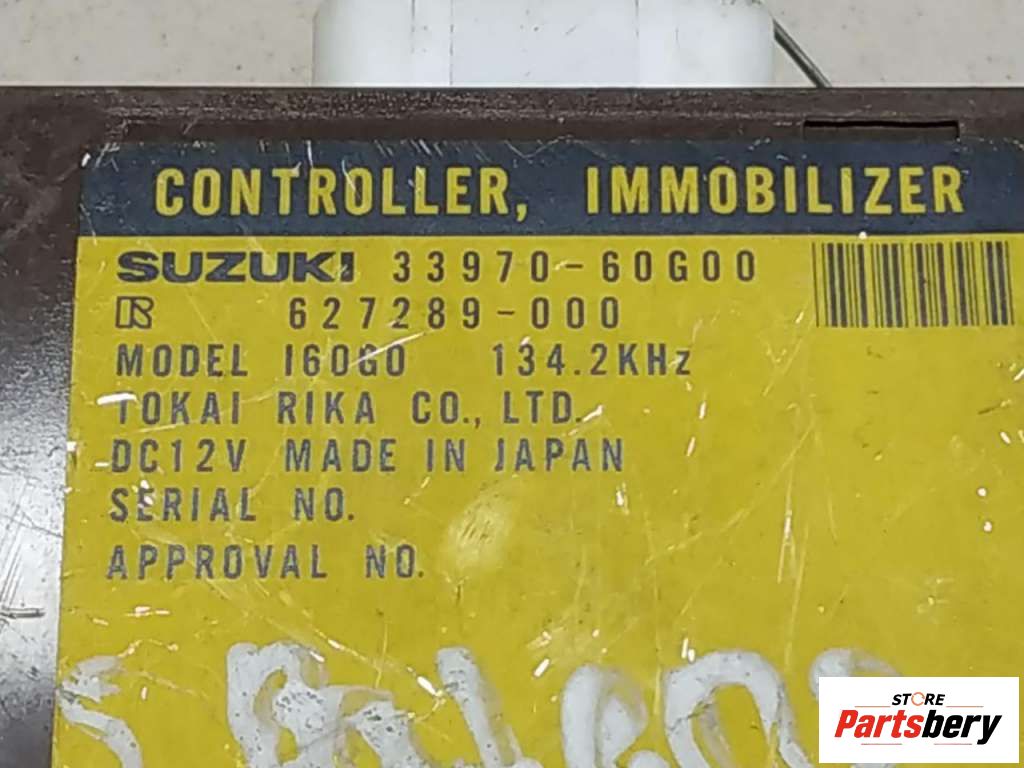 CONTROLLER, IMMOBILIZER
SUZUKI 33970-60G00
R 627289-000
MODEL I60G0 134.2KHz
TOKAI RIKA CO., LTD.
DC12V MADE IN JAPAN
SERIAL NO.
APPROVAL NO.
STORE
Partsbery